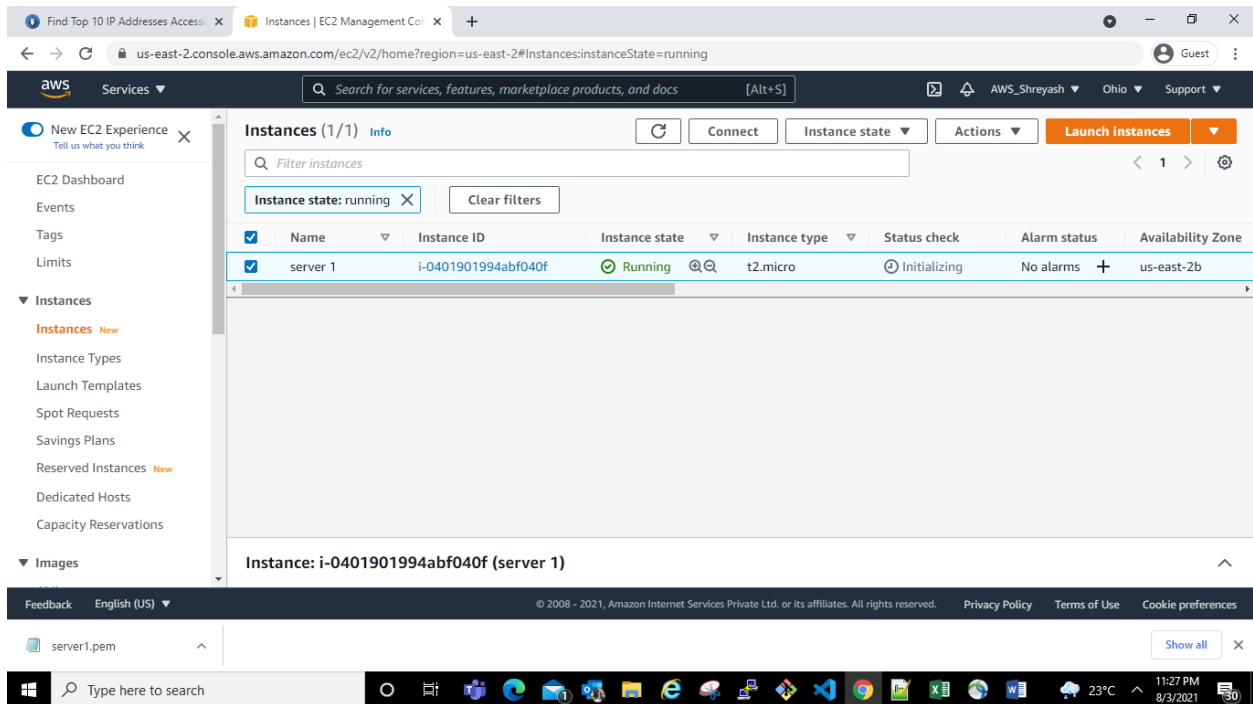 Find Top 10 IP Addresses Accessi
Instances | EC2 Management Con
us-east-2.console.aws.amazon.com/ec2/v2/home?region=us-east-2#Instances:instanceState=running
Guest
aws
Services
Search for services, features, marketplace products, and docs [Alt+S]
AWS_Shreyash
Ohio
Support
New EC2 Experience
Tell us what you think
EC2 Dashboard
Events
Tags
Limits
Instances
Instances New
Instance Types
Launch Templates
Spot Requests
Savings Plans
Reserved Instances New
Dedicated Hosts
Capacity Reservations
Images
Instances (1/1) Info
Connect
Instance state
Actions
Launch instances
Filter instances
1
Instance state: running
Clear filters
Name Instance ID Instance state Instance type Status check Alarm status Availability Zone
server 1 i-0401901994abf040f Running t2.micro Initializing No alarms + us-east-2b
Instance: i-0401901994abf040f (server 1)
Feedback English (US) © 2008 - 2021, Amazon Internet Services Private Ltd. or its affiliates. All rights reserved. Privacy Policy Terms of Use Cookie preferences
server1.pem
Show all
Type here to search
23°C
11:27 PM
8/3/2021
30